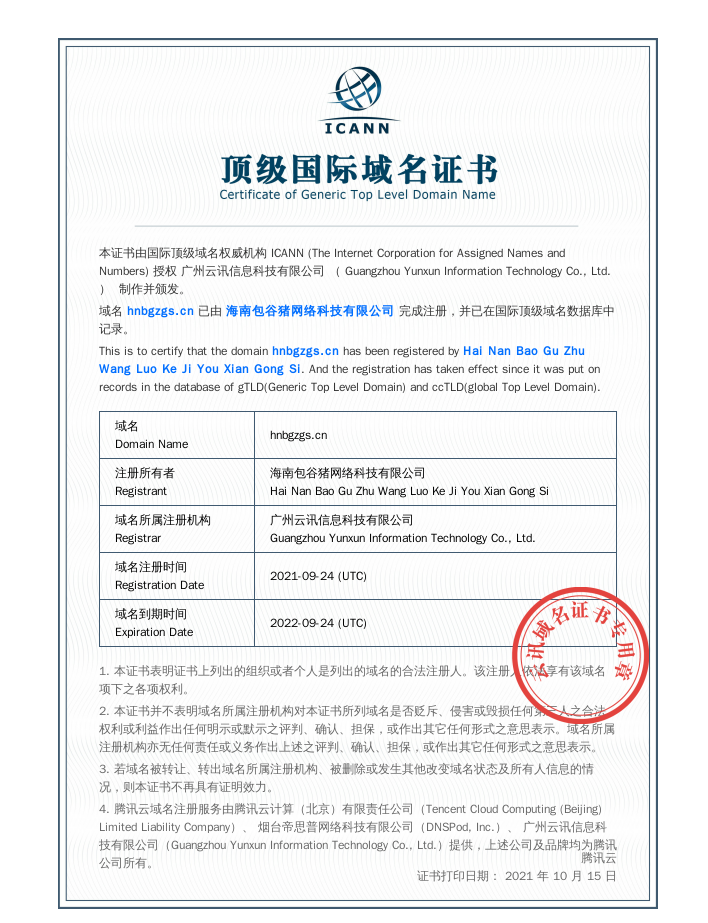 ICANN
顶级国际域名证书
Certificate of Generic Top Level Domain Name
本证书由国际顶级域名权威机构 ICANN (The Internet Corporation for Assigned Names and
Numbers) 授权 广州云讯信息科技有限公司 （ Guangzhou Yunxun Information Technology Co., Ltd.
） 制作并颁发。
域名 hnbgzgs.cn 已由 海南包谷猪网络科技有限公司 完成注册，并已在国际顶级域名数据库中
记录。
This is to certify that the domain hnbgzgs.cn has been registered by Hai Nan Bao Gu Zhu
Wang Luo Ke Ji You Xian Gong Si. And the registration has taken effect since it was put on
records in the database of gTLD(Generic Top Level Domain) and ccTLD(global Top Level Domain).
域名
Domain Name
hnbgzgs.cn
注册所有者
Registrant
海南包谷猪网络科技有限公司
Hai Nan Bao Gu Zhu Wang Luo Ke Ji You Xian Gong Si
域名所属注册机构
Registrar
广州云讯信息科技有限公司
Guangzhou Yunxun Information Technology Co., Ltd.
域名注册时间
Registration Date
2021-09-24 (UTC)
域名到期时间
Expiration Date
2022-09-24 (UTC)
云讯域名证书专用章
1. 本证书表明证书上列出的组织或者个人是列出的域名的合法注册人。该注册人依法享有该域名
项下之各项权利。
2. 本证书并不表明域名所属注册机构对本证书所列域名是否贬斥、侵害或毁损任何第三人之合法
权利或利益作出任何明示或默示之评判、确认、担保，或作出其它任何形式之意思表示。域名所属
注册机构亦无任何责任或义务作出上述之评判、确认、担保，或作出其它任何形式之意思表示。
3. 若域名被转让、转出域名所属注册机构、被删除或发生其他改变域名状态及所有人信息的情
况，则本证书不再具有证明效力。
4. 腾讯云域名注册服务由腾讯云计算（北京）有限责任公司（Tencent Cloud Computing (Beijing)
Limited Liability Company）、 烟台帝思普网络科技有限公司（DNSPod, Inc.）、 广州云讯信息科
技有限公司（Guangzhou Yunxun Information Technology Co., Ltd.）提供，上述公司及品牌均为腾讯
公司所有。
腾讯云
证书打印日期： 2021 年 10 月 15 日